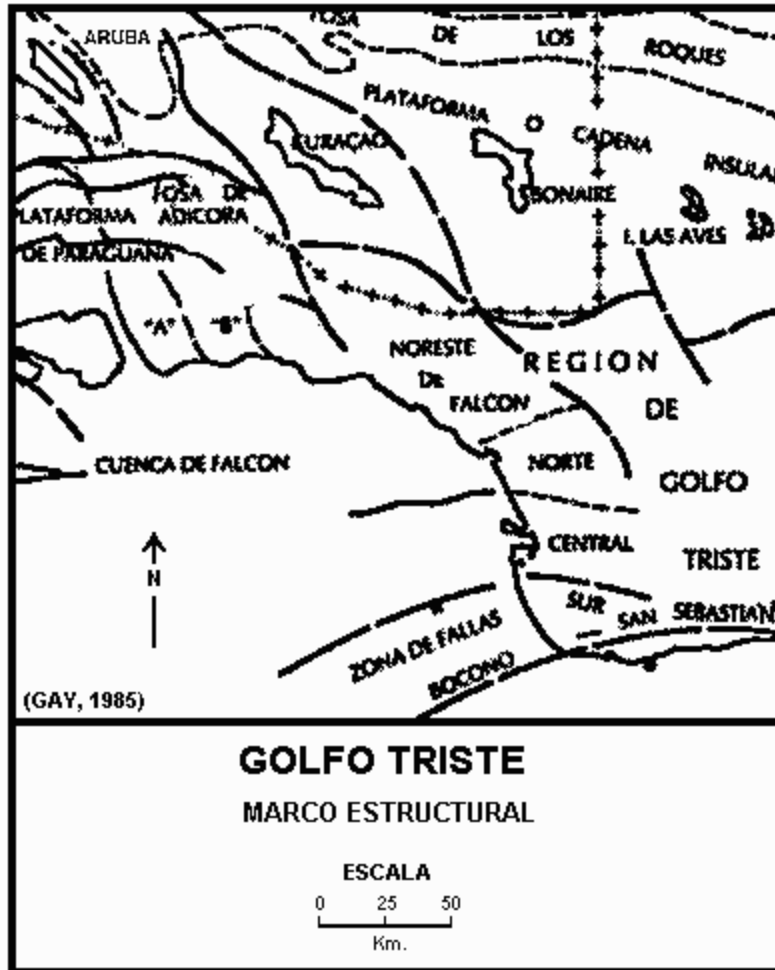 ARUBA
FOSA DE LOS ROQUES
PLATAFORMA CADENA INSULAR
KURAÇAO
BONAIRE
I. LAS AVES
FOSA DE ADICORA
PLATAFORMA
DE PARAGUANA
"A" "B"
NORESTE
DE
FALCON
REGION
DE
GOLFO
TRISTE
NORTE
CUENCA DE FALCON
CENTRAL
N
SUR
SAN SEBASTIAN
ZONA DE FALLAS
BOCONO
(GAY, 1985)
GOLFO TRISTE
MARCO ESTRUCTURAL
ESCALA
0 25 50
Km.